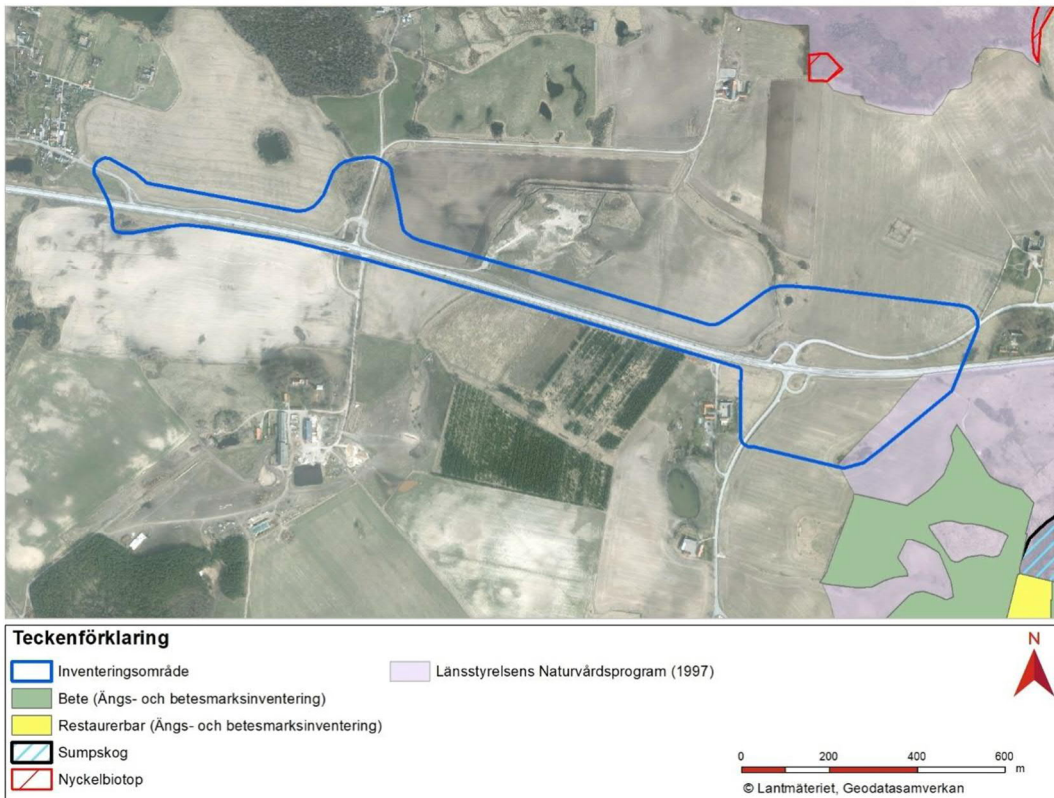 Teckenförklaring
Inventeringsområde
Bete (Ängs- och betesmarksinventering)
Restaurerbar (Ängs- och betesmarksinventering)
Sumpskog
Nyckelbiotop
Länsstyrelsens Naturvårdsprogram (1997)
N
0 200 400 600
m
© Lantmäteriet, Geodatasamverkan